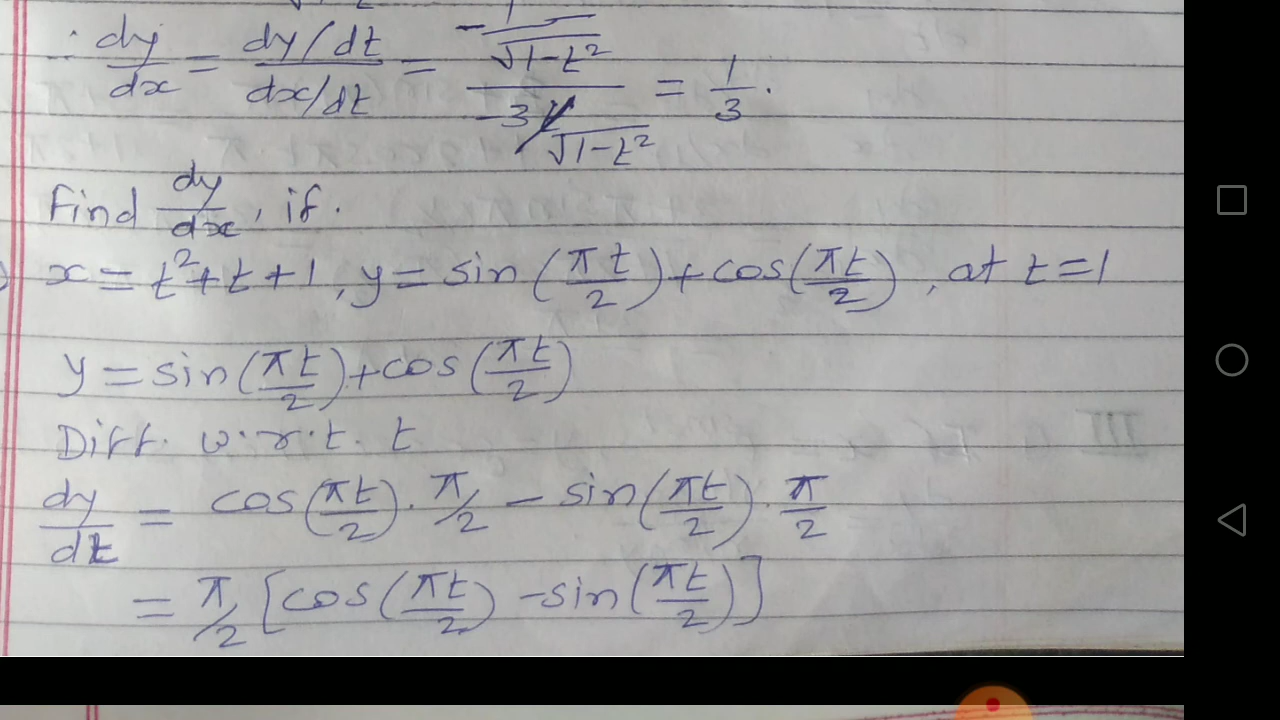 ∴ dy/dx = (dy/dt)/(dx/dt) = (-1/√(1-t²))/(-3/√(1-t²)) = 1/3.
Find dy/dx, if.
x = t² + t + 1, y = sin(πt/2) + cos(πt/2), at t = 1
y = sin(πt/2) + cos(πt/2)
Diff. w.r.t. t
dy/dt = cos(πt/2) . π/2 - sin(πt/2) . π/2
= π/2 [cos(πt/2) - sin(πt/2)]